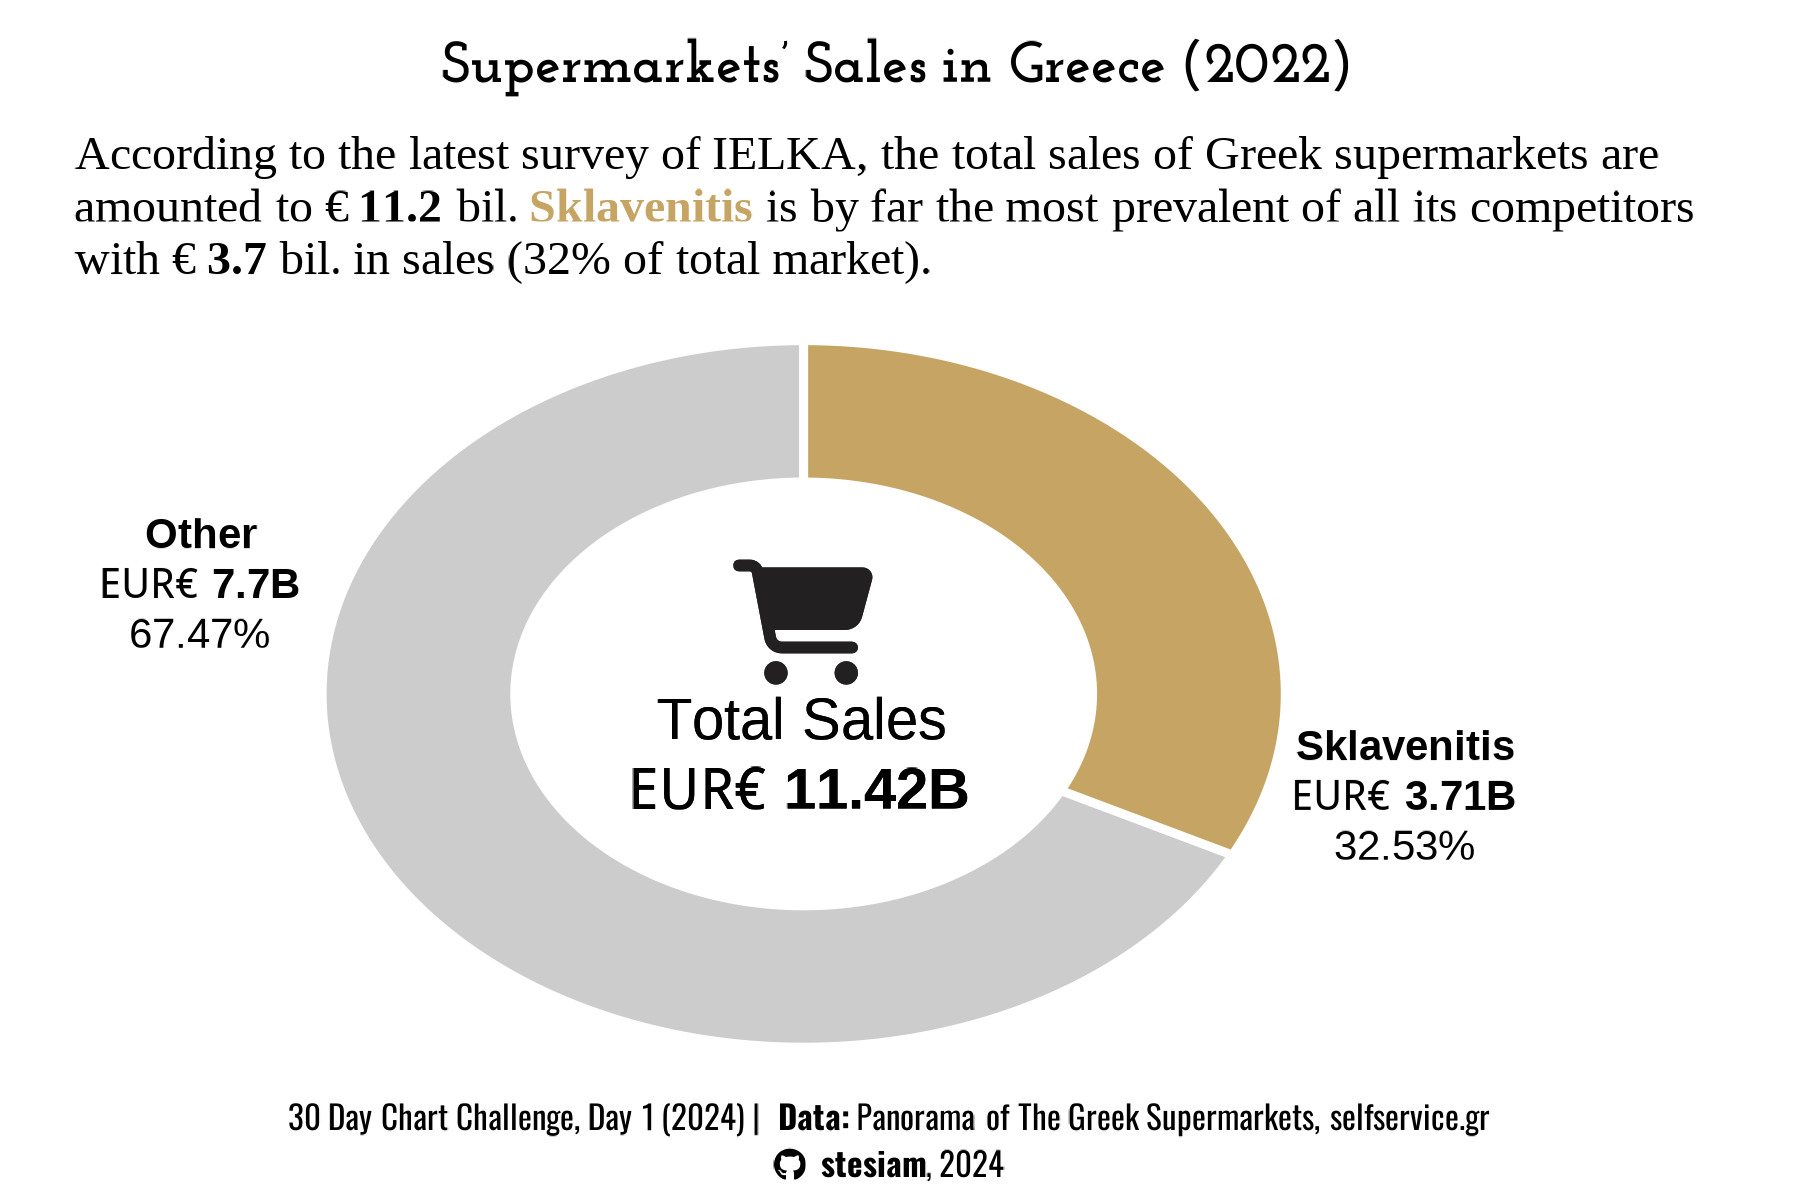 Supermarkets’ Sales in Greece (2022)
According to the latest survey of IELKA, the total sales of Greek supermarkets are
amounted to € 11.2 bil. Sklavenitis is by far the most prevalent of all its competitors
with € 3.7 bil. in sales (32% of total market).
Other
EUR€ 7.7B
67.47%
Total Sales
EUR€ 11.42B
Sklavenitis
EUR€ 3.71B
32.53%
30 Day Chart Challenge, Day 1 (2024) | Data: Panorama of The Greek Supermarkets, selfservice.gr
stesiam, 2024